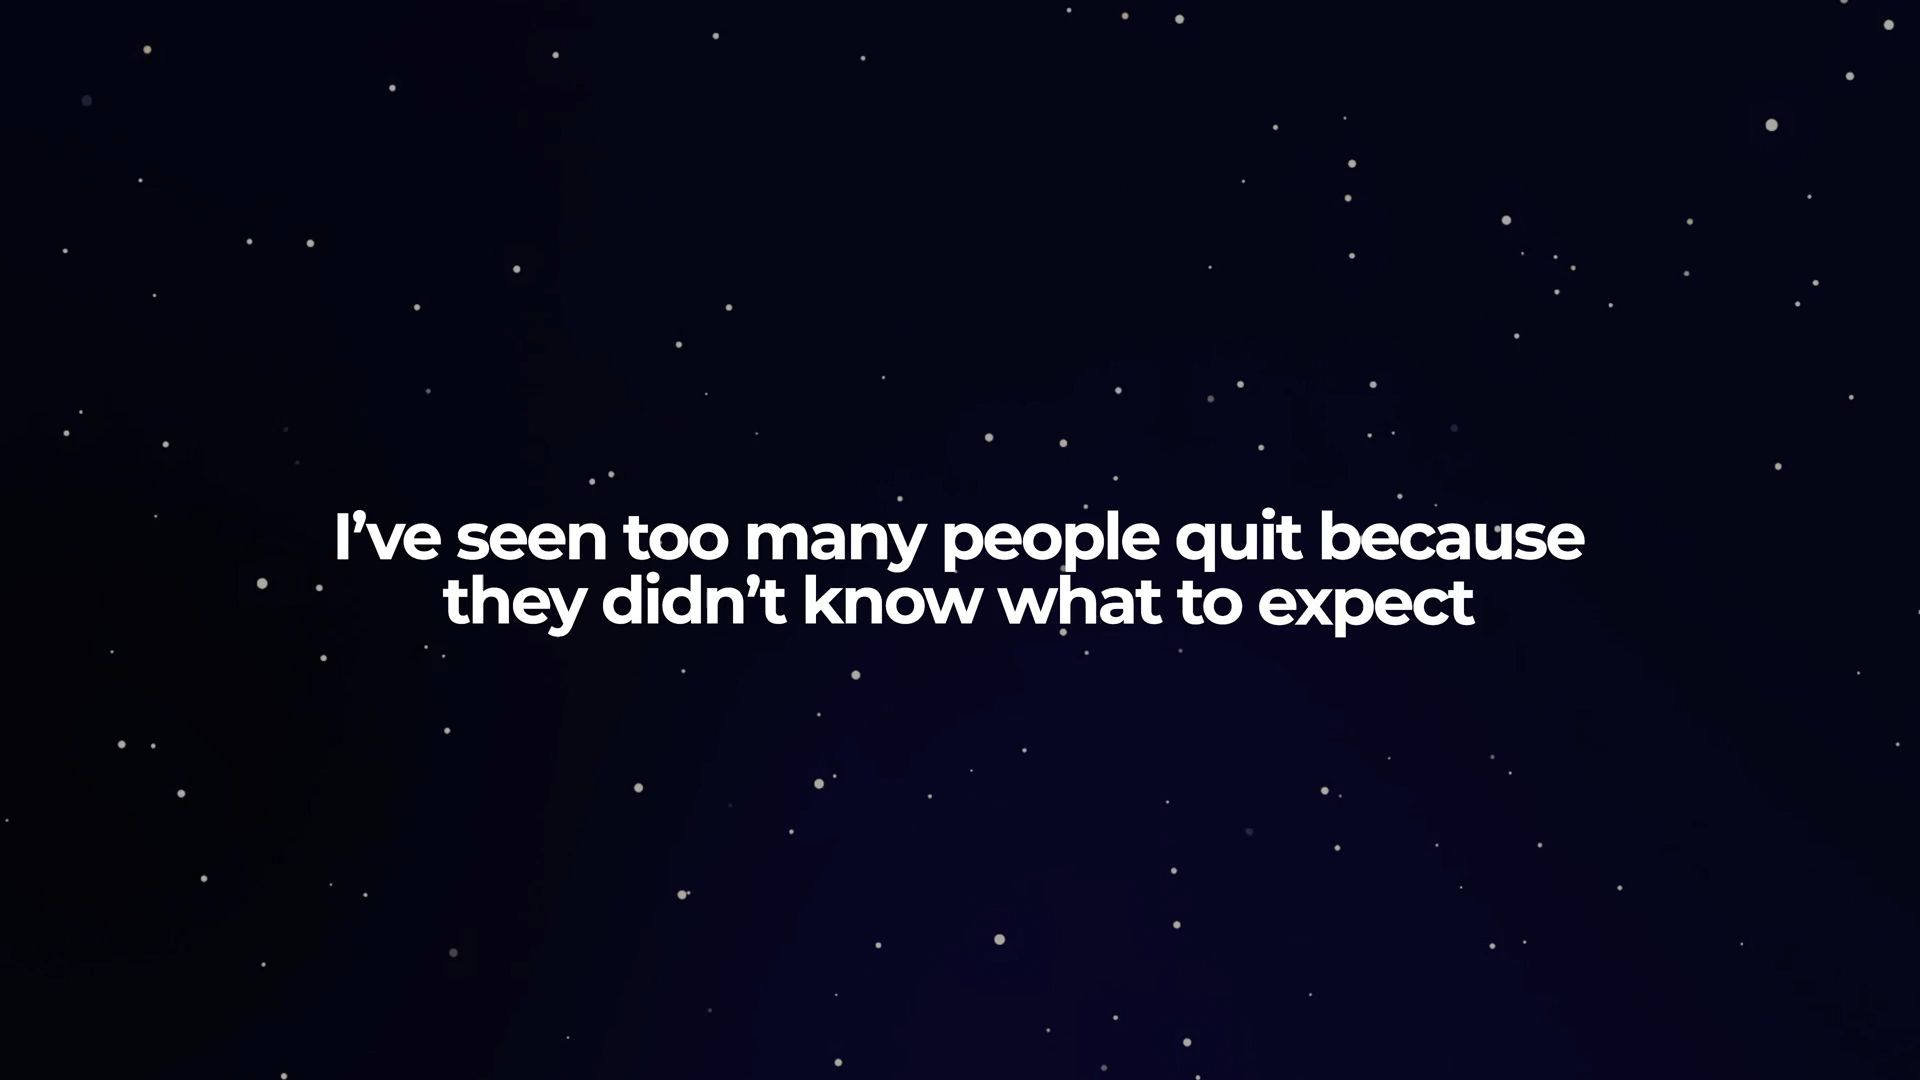 I’ve seen too many people quit because
they didn’t know what to expect